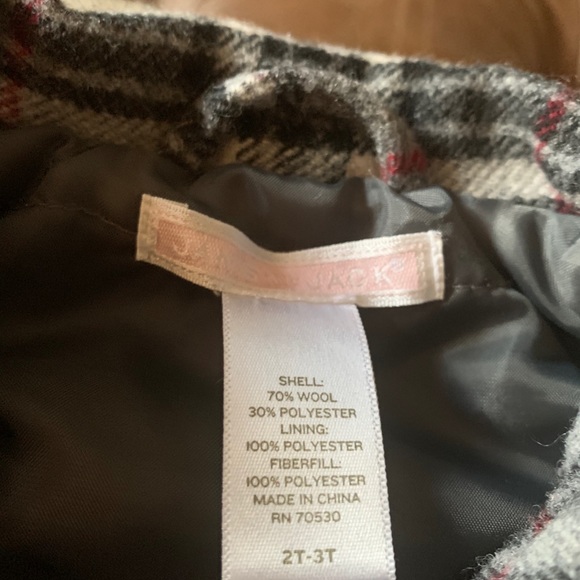 JACK
SHELL:
70% WOOL
30% POLYESTER
LINING:
100% POLYESTER
FIBERFILL:
100% POLYESTER
MADE IN CHINA
RN 70530
2T-3T